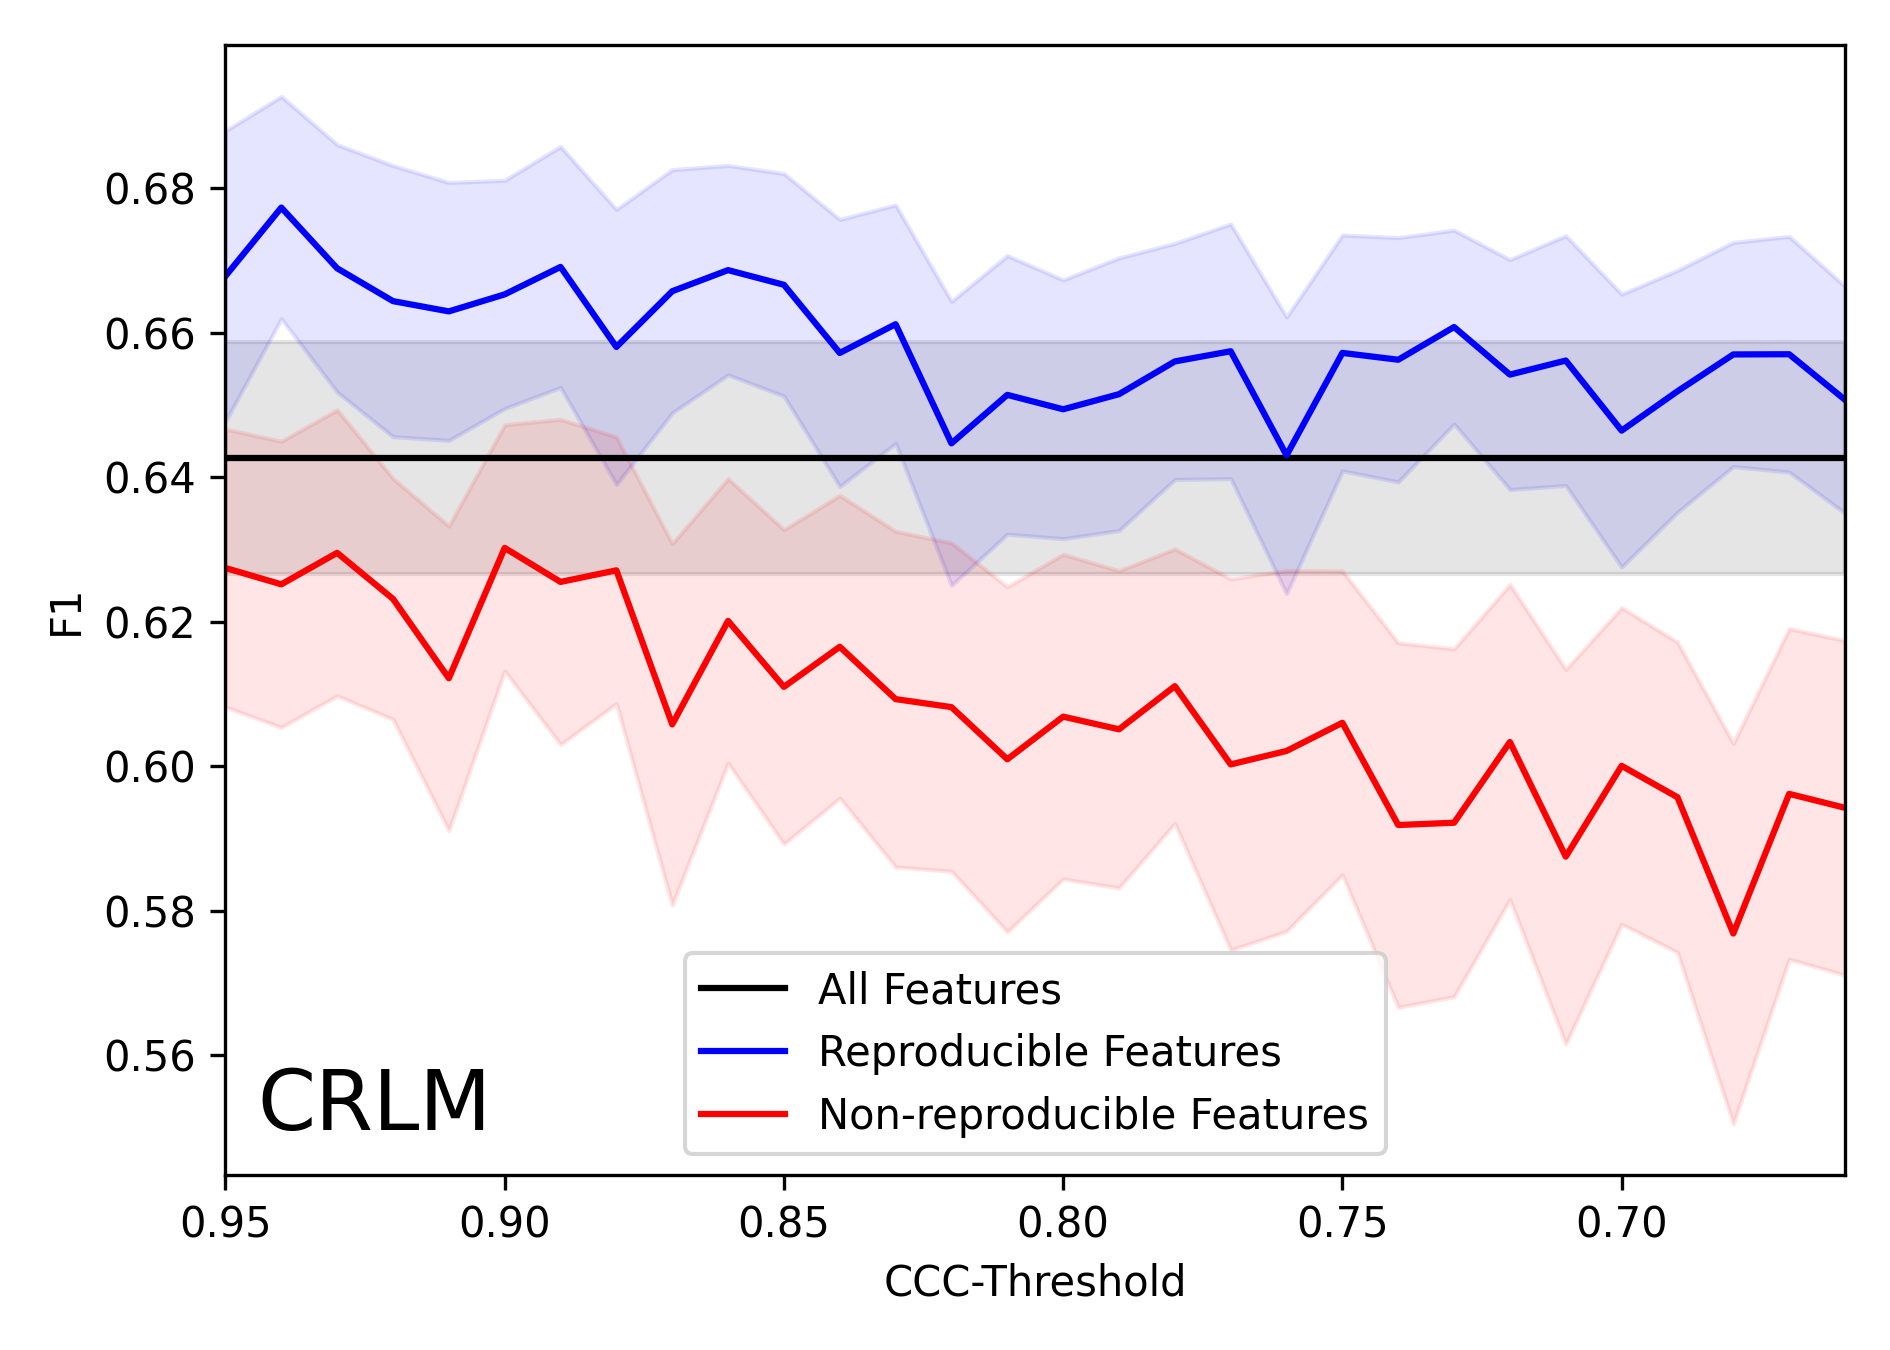 0.68
0.66
0.64
0.62
0.60
0.58
0.56
F1
CRLM
All Features
Reproducible Features
Non-reproducible Features
0.95 0.90 0.85 0.80 0.75 0.70
CCC-Threshold